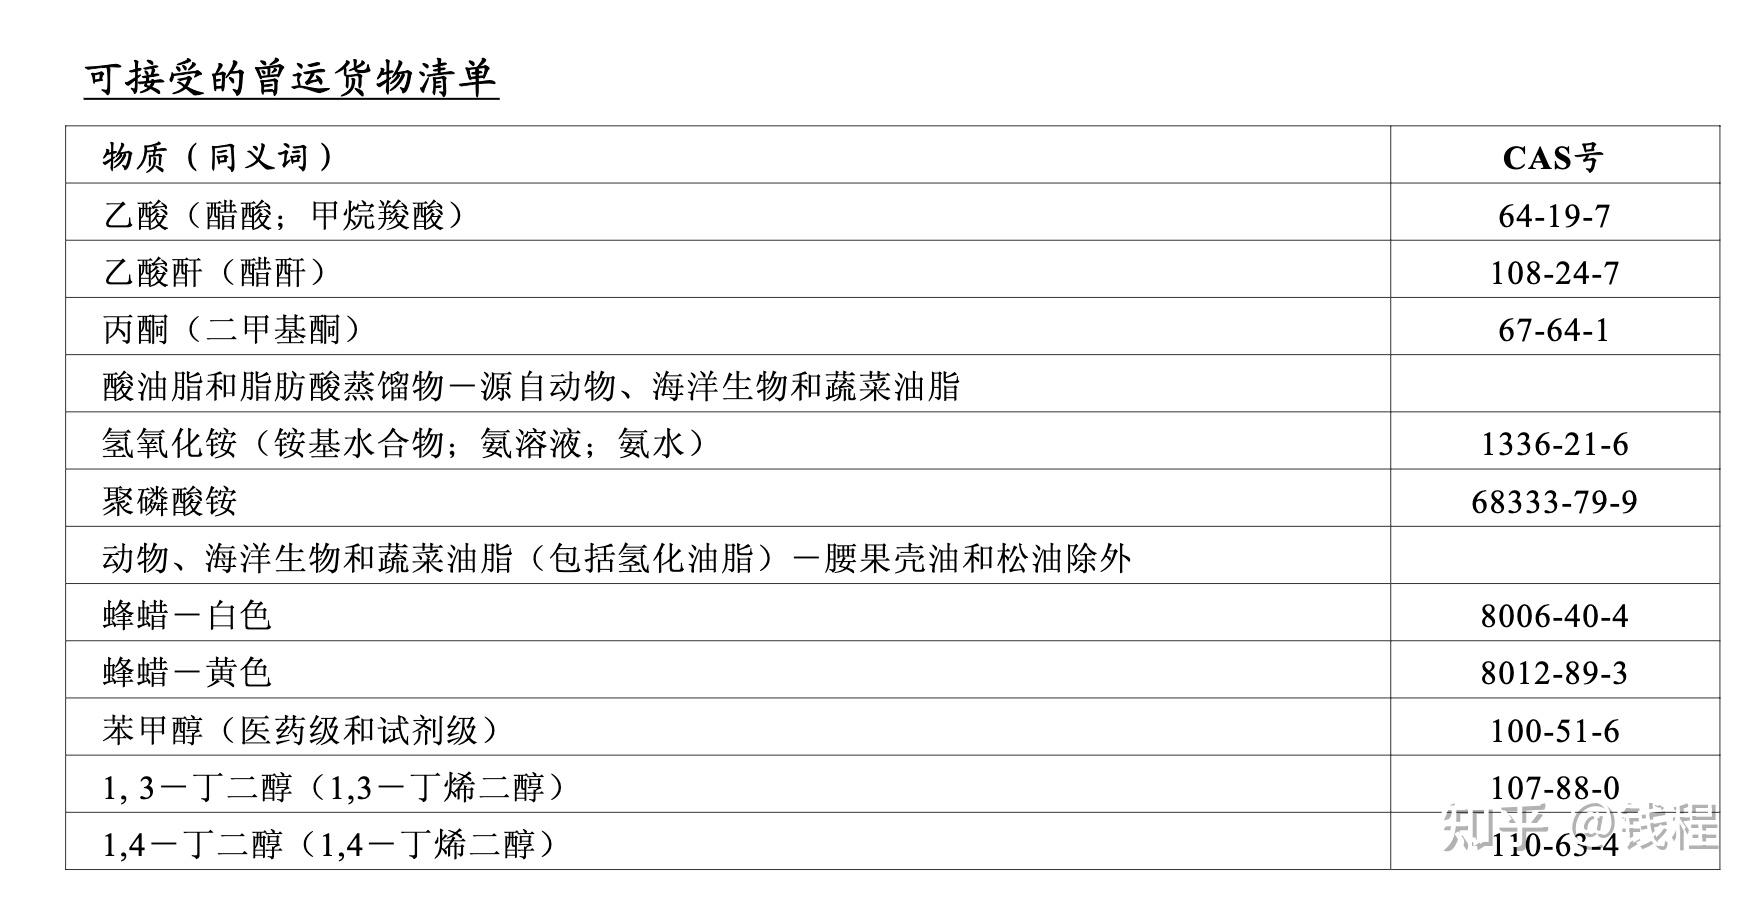 可接受的曾运货物清单
物质（同义词） CAS号
乙酸（醋酸；甲烷羧酸） 64-19-7
乙酸酐（醋酐） 108-24-7
丙酮（二甲基酮） 67-64-1
酸油脂和脂肪酸蒸馏物－源自动物、海洋生物和蔬菜油脂
氢氧化铵（铵基水合物；氨溶液；氨水） 1336-21-6
聚磷酸铵 68333-79-9
动物、海洋生物和蔬菜油脂（包括氢化油脂）－腰果壳油和松油除外
蜂蜡－白色 8006-40-4
蜂蜡－黄色 8012-89-3
苯甲醇（医药级和试剂级） 100-51-6
1, 3－丁二醇（1,3－丁烯二醇） 107-88-0
1,4－丁二醇（1,4－丁烯二醇） 110-63-4
知乎 @钱程